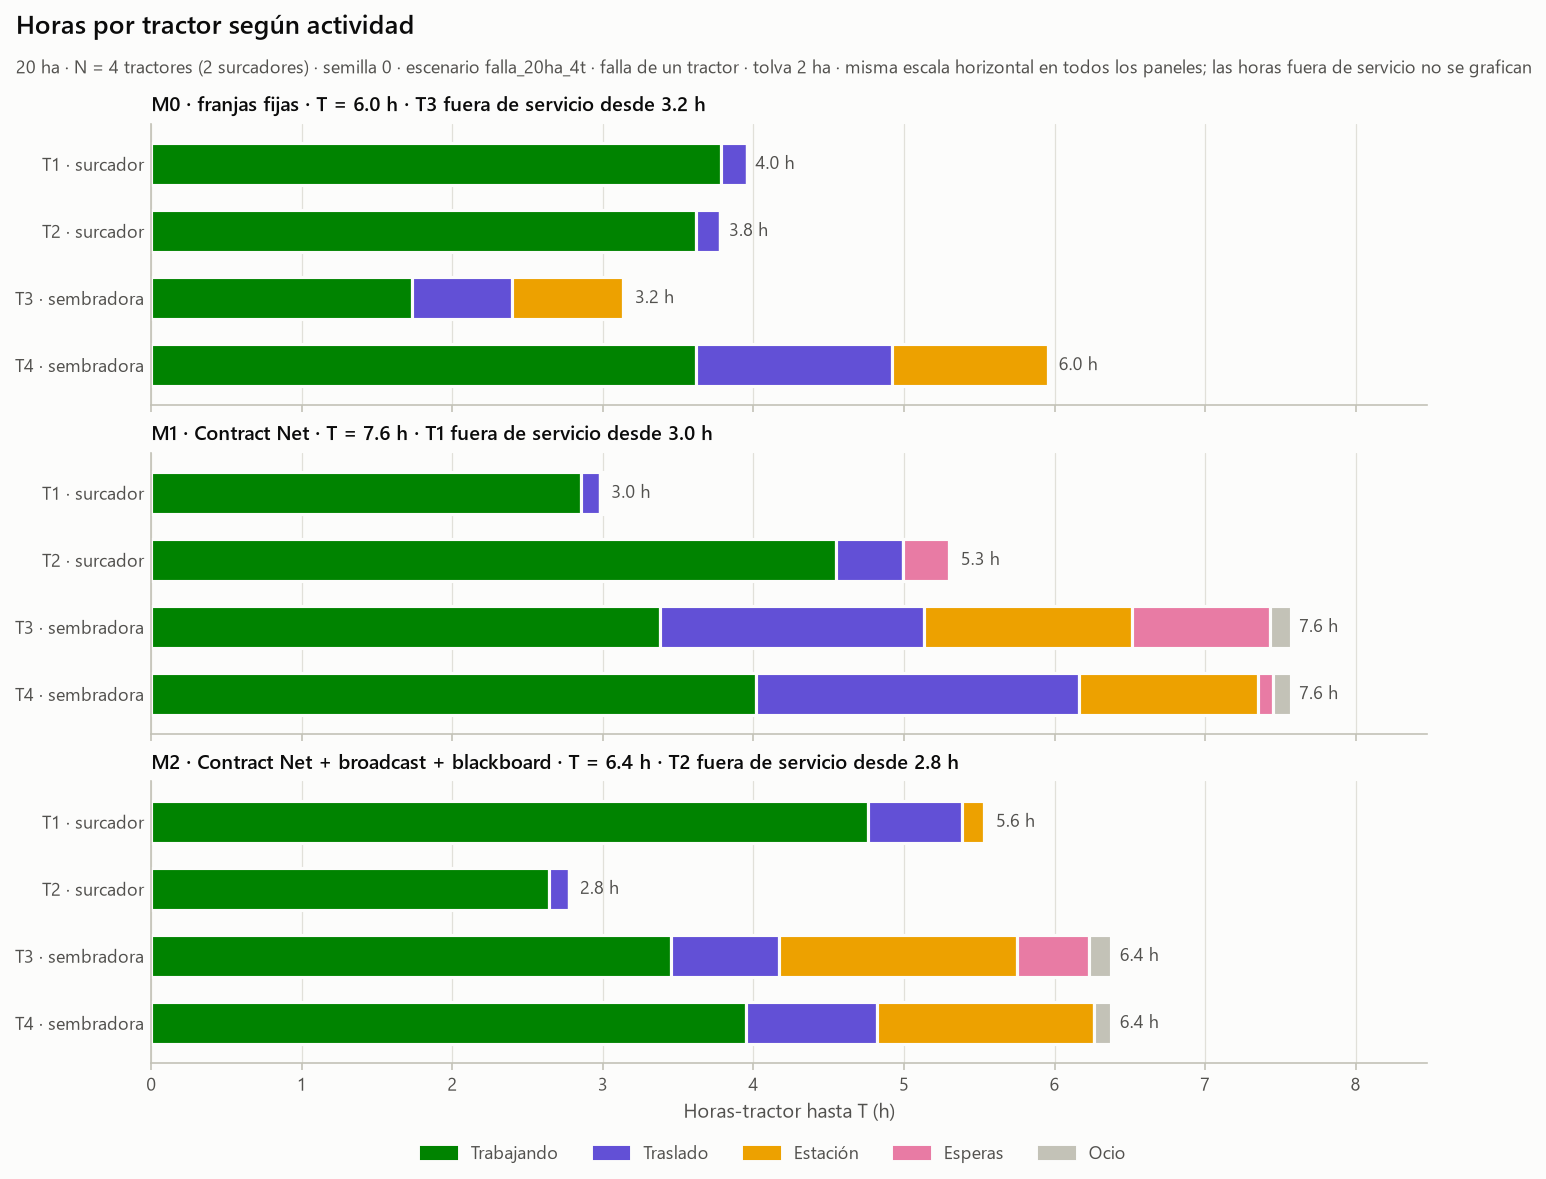 Horas por tractor según actividad
20 ha · N = 4 tractores (2 surcadores) · semilla 0 · escenario falla_20ha_4t · falla de un tractor · tolva 2 ha · misma escala horizontal en todos los paneles; las horas fuera de servicio no se grafican
M0 · franjas fijas · T = 6.0 h · T3 fuera de servicio desde 3.2 h
T1 · surcador 4.0 h
T2 · surcador 3.8 h
T3 · sembradora 3.2 h
T4 · sembradora 6.0 h
M1 · Contract Net · T = 7.6 h · T1 fuera de servicio desde 3.0 h
T1 · surcador 3.0 h
T2 · surcador 5.3 h
T3 · sembradora 7.6 h
T4 · sembradora 7.6 h
M2 · Contract Net + broadcast + blackboard · T = 6.4 h · T2 fuera de servicio desde 2.8 h
T1 · surcador 5.6 h
T2 · surcador 2.8 h
T3 · sembradora 6.4 h
T4 · sembradora 6.4 h
0 1 2 3 4 5 6 7 8
Horas-tractor hasta T (h)
Trabajando Traslado Estación Esperas Ocio